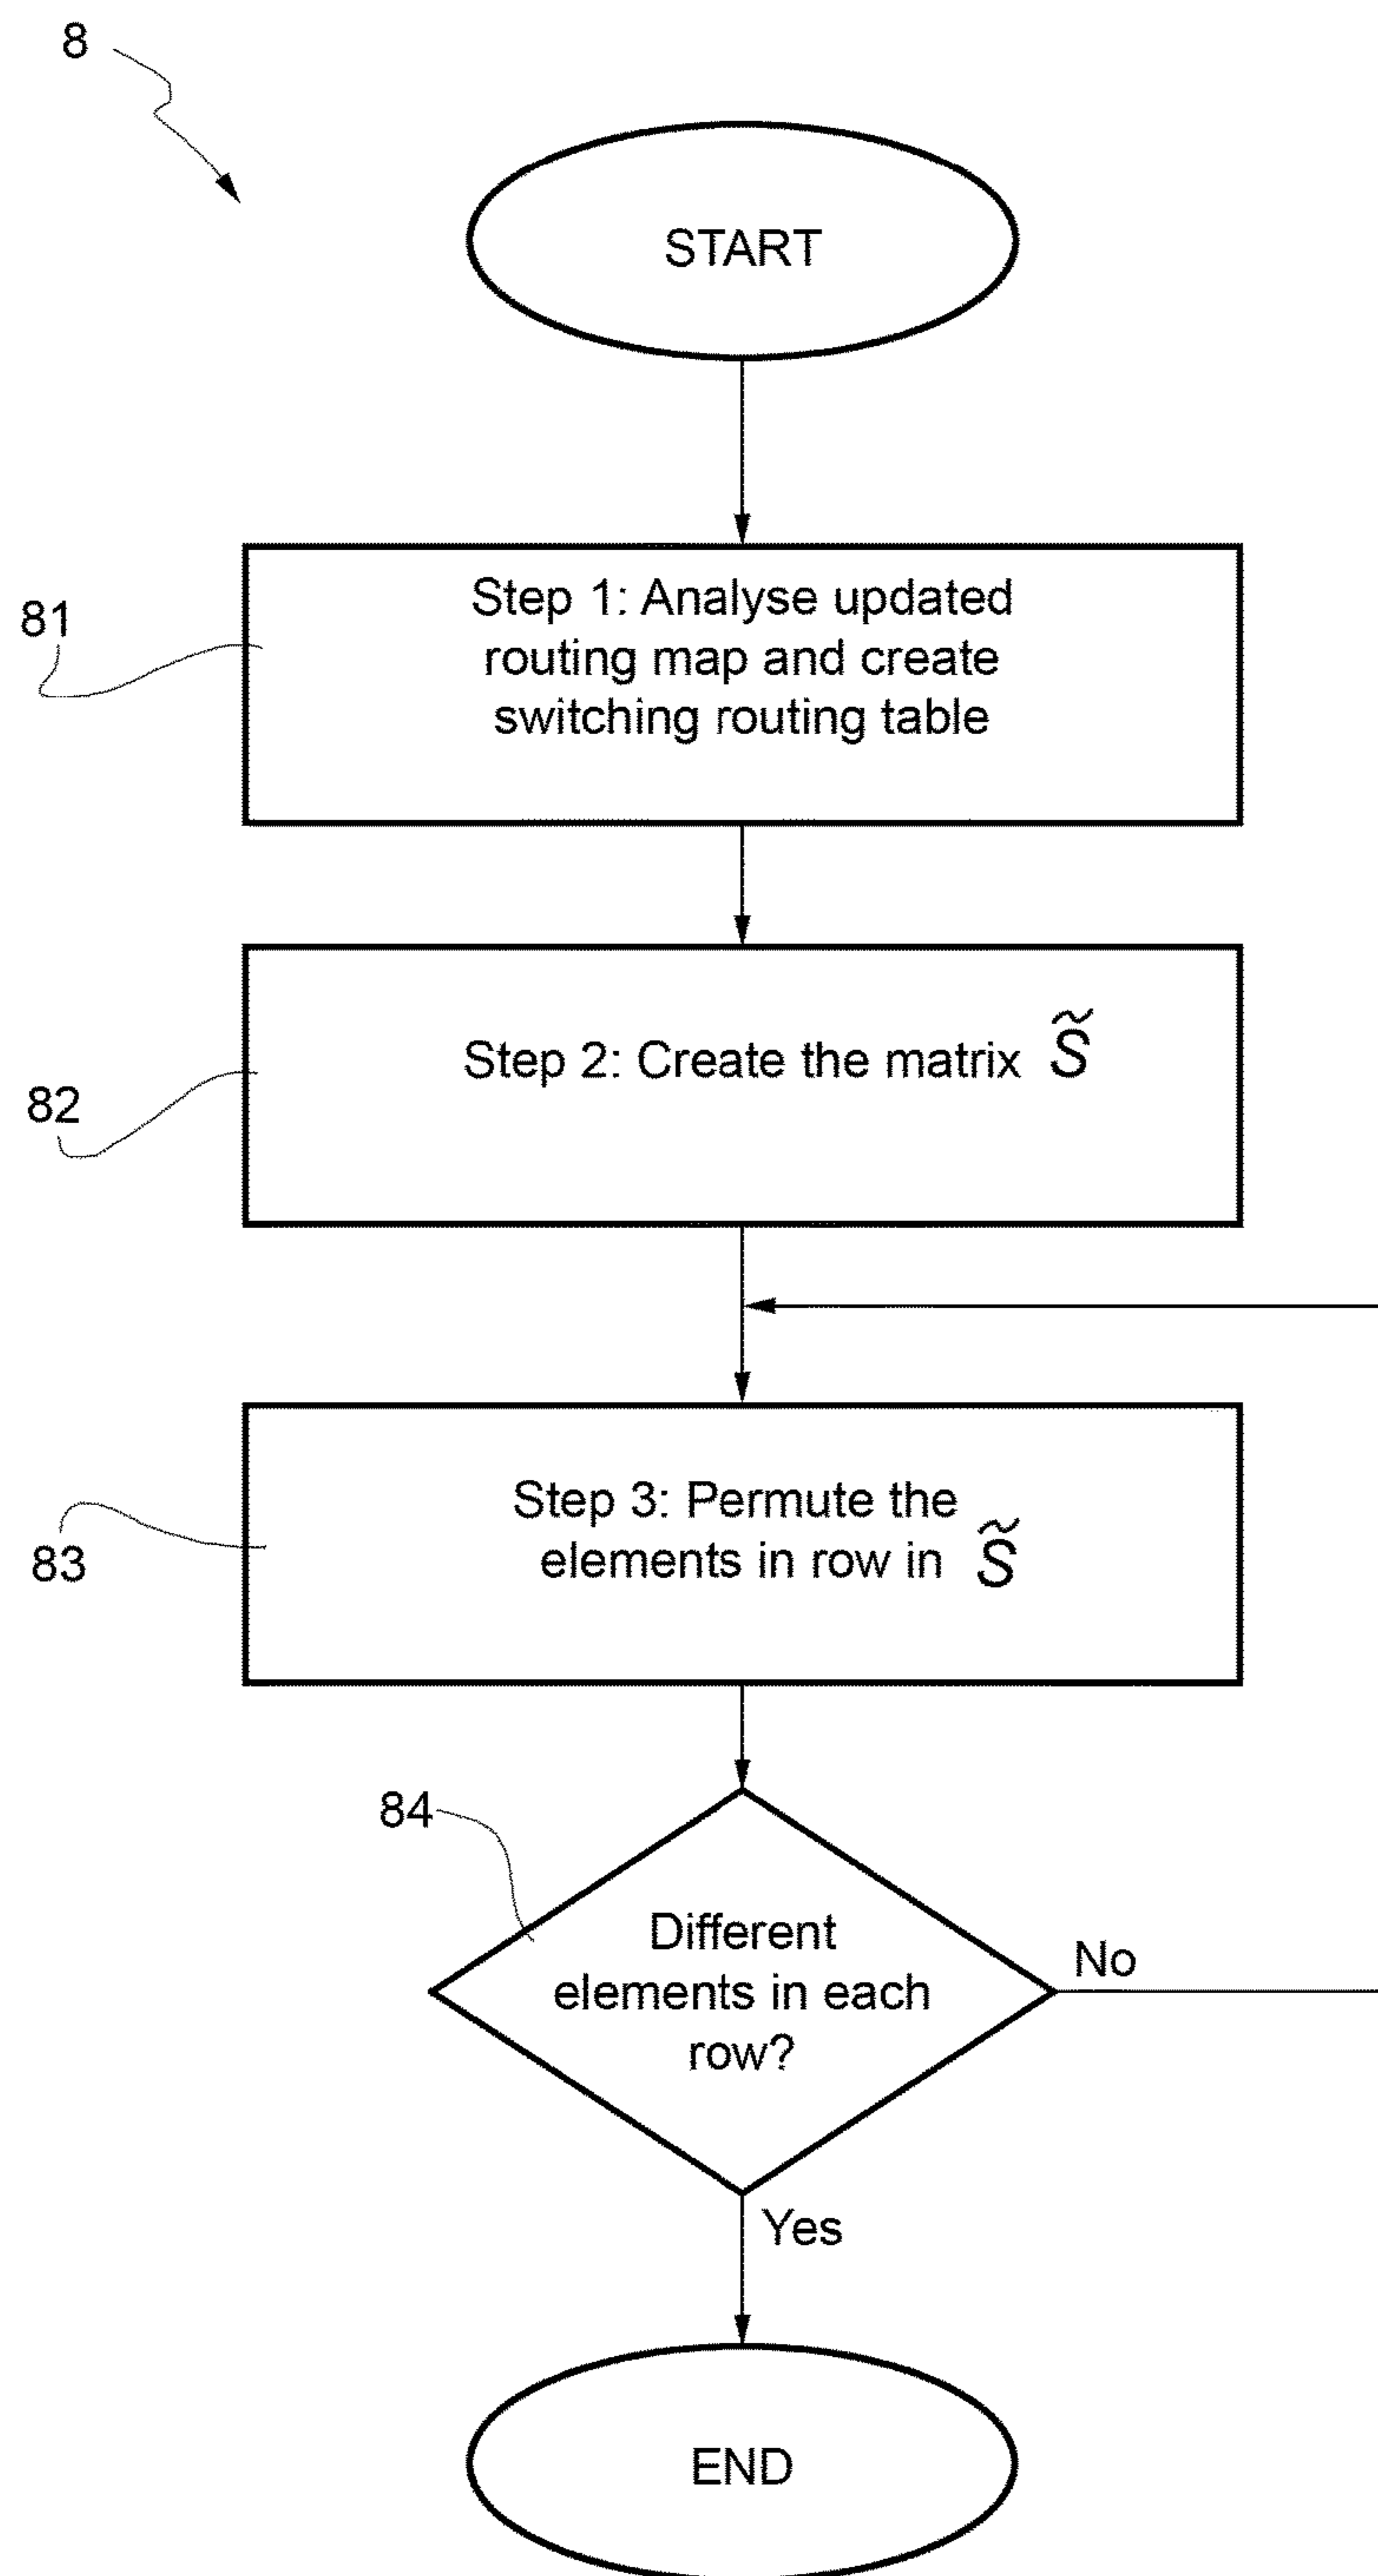 8
START
81
Step 1: Analyse updated
routing map and create
switching routing table
82
Step 2: Create the matrix S̃
83
Step 3: Permute the
elements in row in S̃
84
Different
elements in each
row?
No
Yes
END